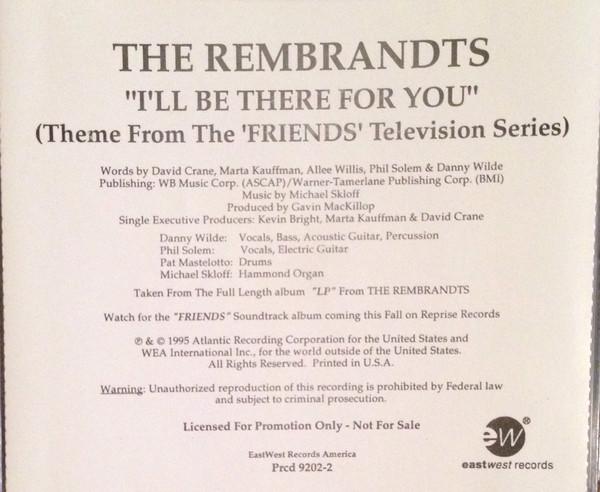 THE REMBRANDTS
"I'LL BE THERE FOR YOU"
(Theme From The 'FRIENDS' Television Series)
Words by David Crane, Marta Kauffman, Allee Willis, Phil Solem & Danny Wilde
Publishing: WB Music Corp. (ASCAP)/Warner-Tamerlane Publishing Corp. (BMI)
Music by Michael Skloff
Produced by Gavin MacKillop
Single Executive Producers: Kevin Bright, Marta Kauffman & David Crane
Danny Wilde: Vocals, Bass, Acoustic Guitar, Percussion
Phil Solem: Vocals, Electric Guitar
Pat Mastelotto: Drums
Michael Skloff: Hammond Organ
Taken From The Full Length album "LP" From THE REMBRANDTS
Watch for the "FRIENDS" Soundtrack album coming this Fall on Reprise Records
℗ & © 1995 Atlantic Recording Corporation for the United States and
WEA International Inc., for the world outside of the United States.
All Rights Reserved. Printed in U.S.A.
Warning: Unauthorized reproduction of this recording is prohibited by Federal law
and subject to criminal prosecution.
Licensed For Promotion Only - Not For Sale
EastWest Records America
Prcd 9202-2
ew®
eastwest records